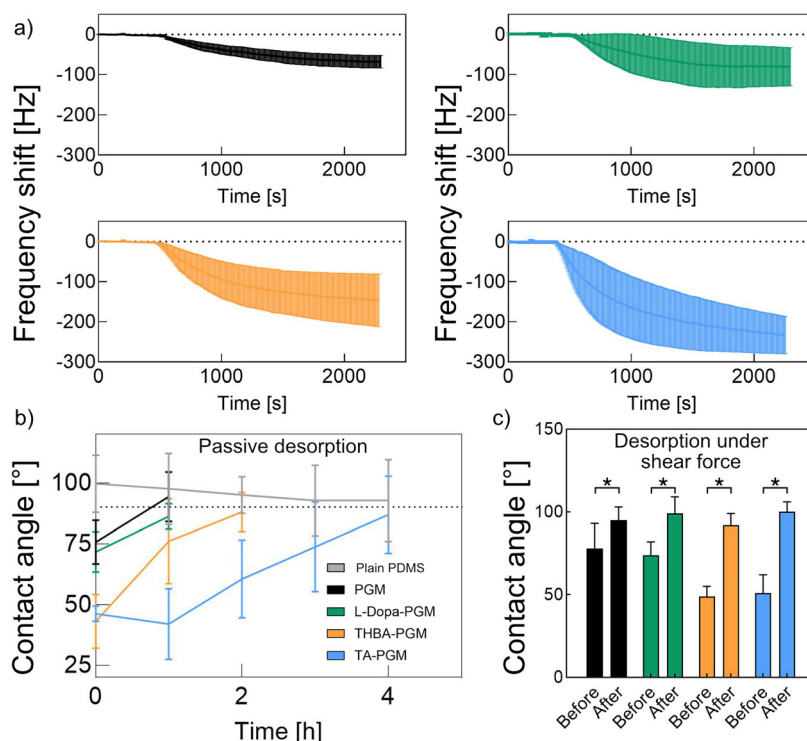 a)
0
-100
-200
-300
0
1000
2000
Time [s]
Frequency shift [Hz]
0
-100
-200
-300
0
1000
2000
Time [s]
Frequency shift [Hz]
0
-100
-200
-300
0
1000
2000
Time [s]
0
-100
-200
-300
0
1000
2000
Time [s]
b)
Passive desorption
Contact angle [°]
100
75
50
25
0
2
4
Time [h]
Plain PDMS
PGM
L-Dopa-PGM
THBA-PGM
TA-PGM
c)
Desorption under
shear force
Contact angle [°]
150
100
50
0
* * * *
Before
After
Before
After
Before
After
Before
After